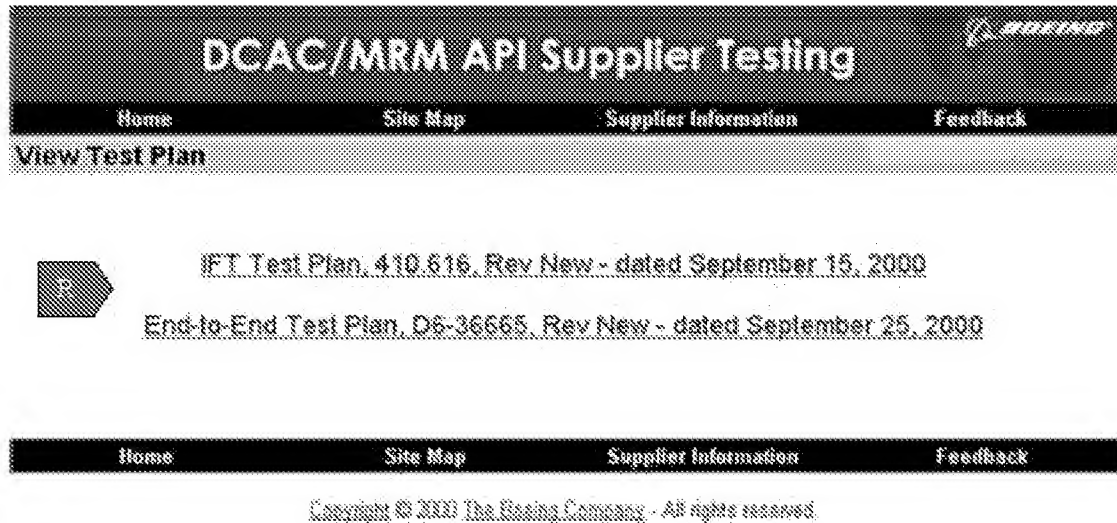 BOEING
DCAC/MRM API Supplier Testing
Home Site Map Supplier Information Feedback
View Test Plan
IFT Test Plan, 410.616, Rev New - dated September 15, 2000
End-to-End Test Plan, D6-36665, Rev New - dated September 25, 2000
Home Site Map Supplier Information Feedback
Copyright © 2000 The Boeing Company - All rights reserved.